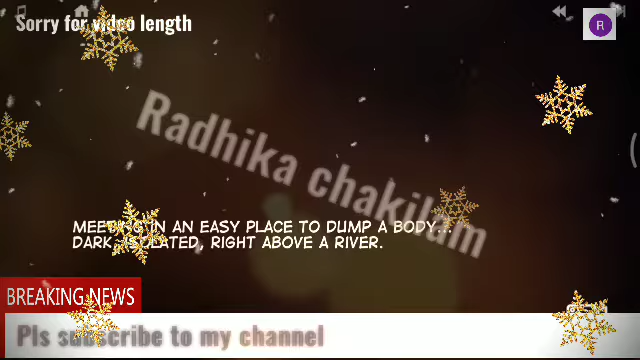 Sorry for video length
R
Radhika chakilam
MEETING IN AN EASY PLACE TO DUMP A BODY...
DARK, ISOLATED, RIGHT ABOVE A RIVER.
BREAKING NEWS
Pls subscribe to my channel